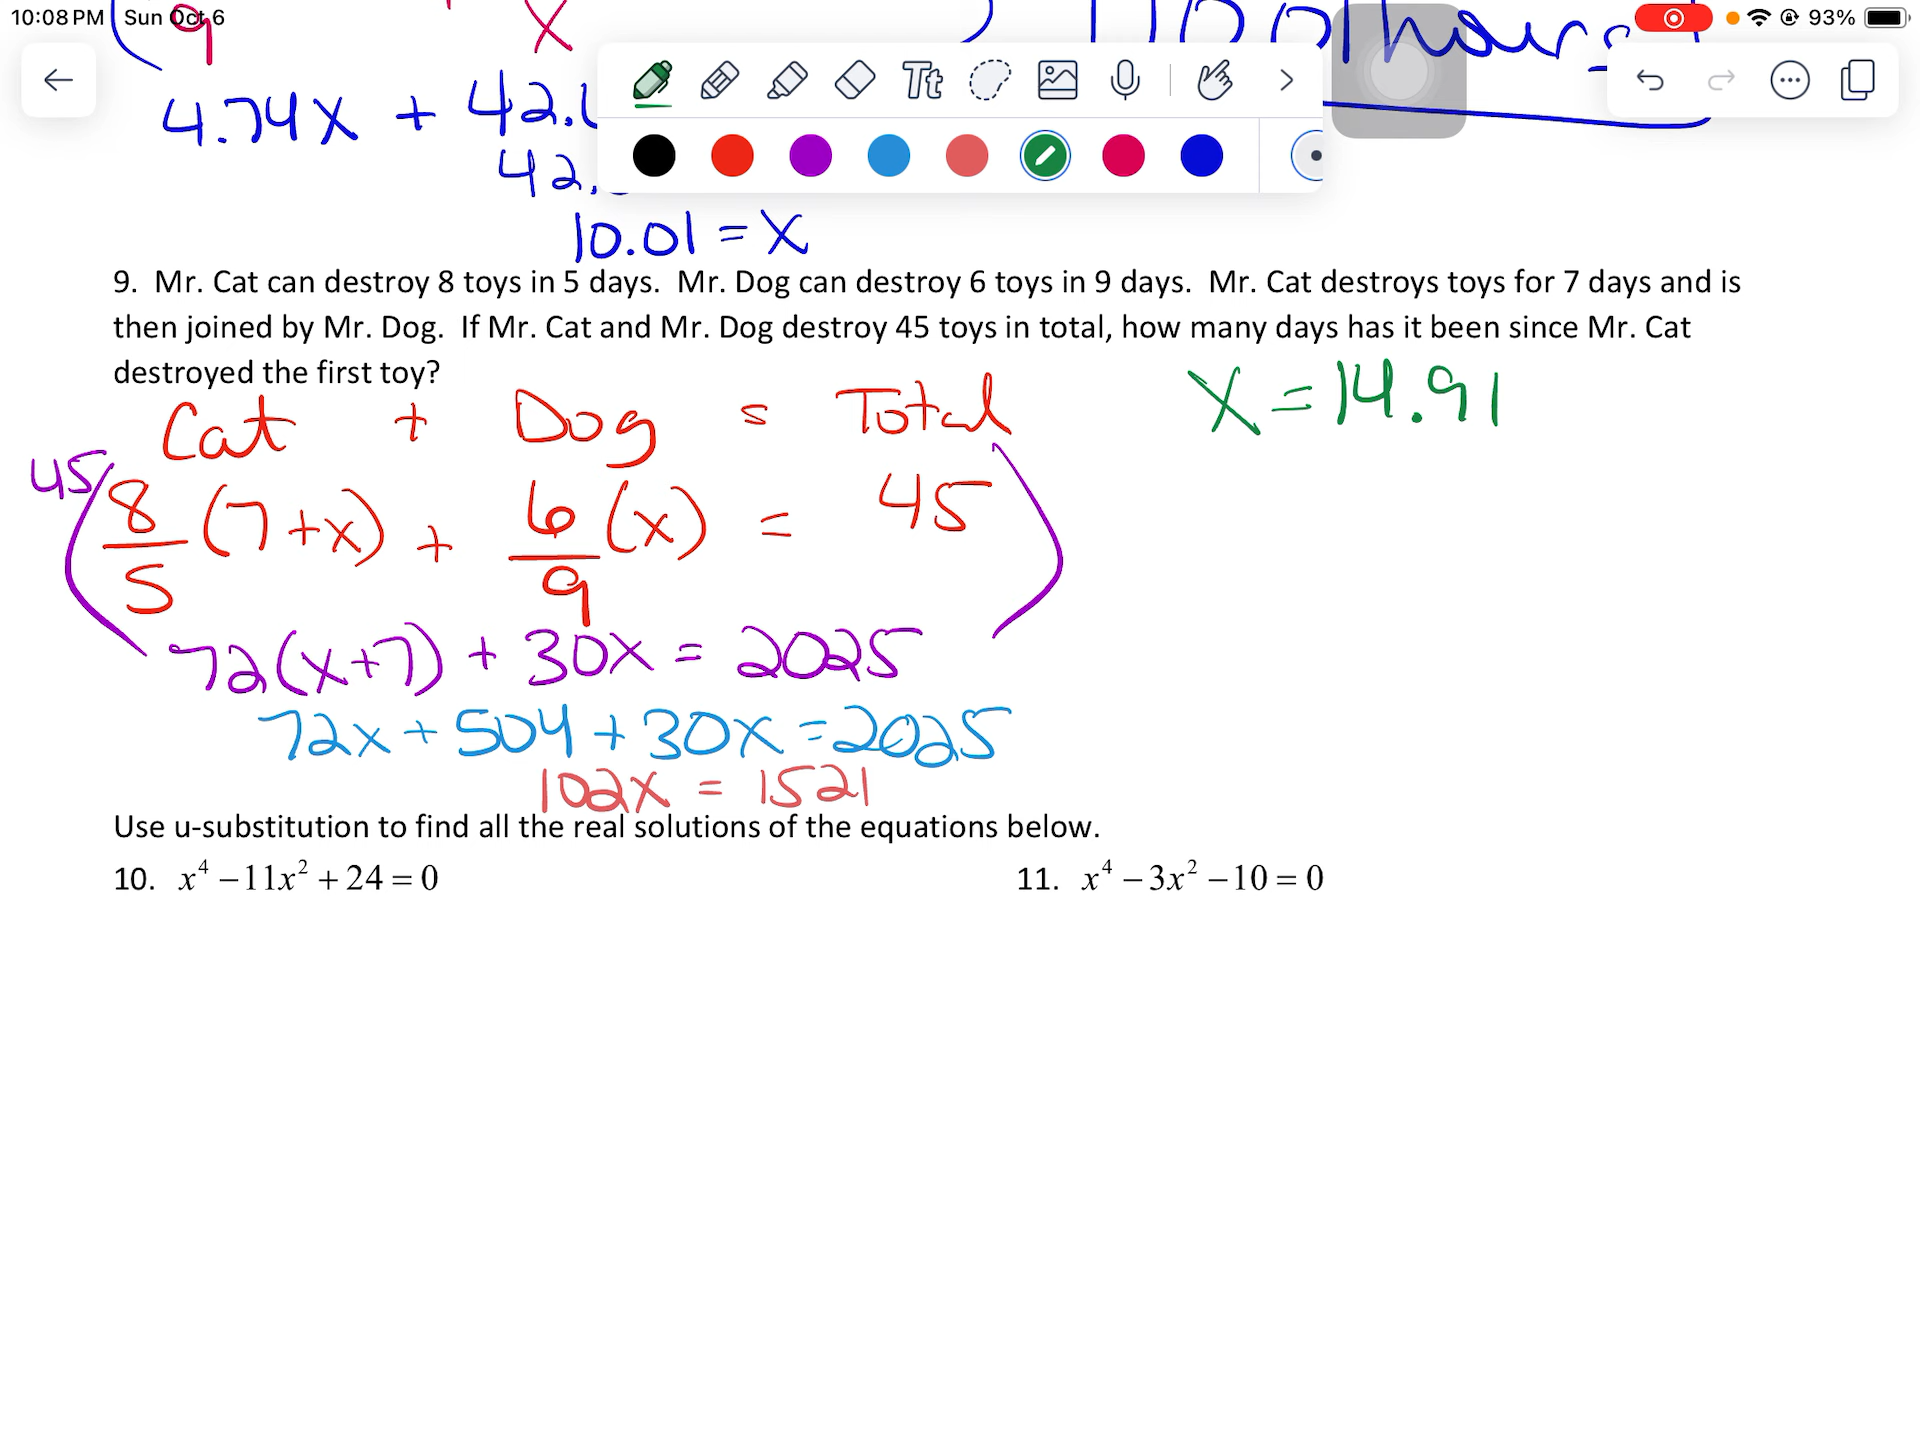 10:08 PM Sun Oct 6
93%
9
x
hours
4.74x + 42.
Tt
42.
10.01 = x
9. Mr. Cat can destroy 8 toys in 5 days. Mr. Dog can destroy 6 toys in 9 days. Mr. Cat destroys toys for 7 days and is
then joined by Mr. Dog. If Mr. Cat and Mr. Dog destroy 45 toys in total, how many days has it been since Mr. Cat
destroyed the first toy?
x = 14.91
Cat + Dog = Total
45 ( 8/5 (7+x) + 6/9 (x) = 45 )
72(x+7) + 30x = 2025
72x + 504 + 30x = 2025
102x = 1521
Use u-substitution to find all the real solutions of the equations below.
10. x⁴ − 11x² + 24 = 0
11. x⁴ − 3x² − 10 = 0